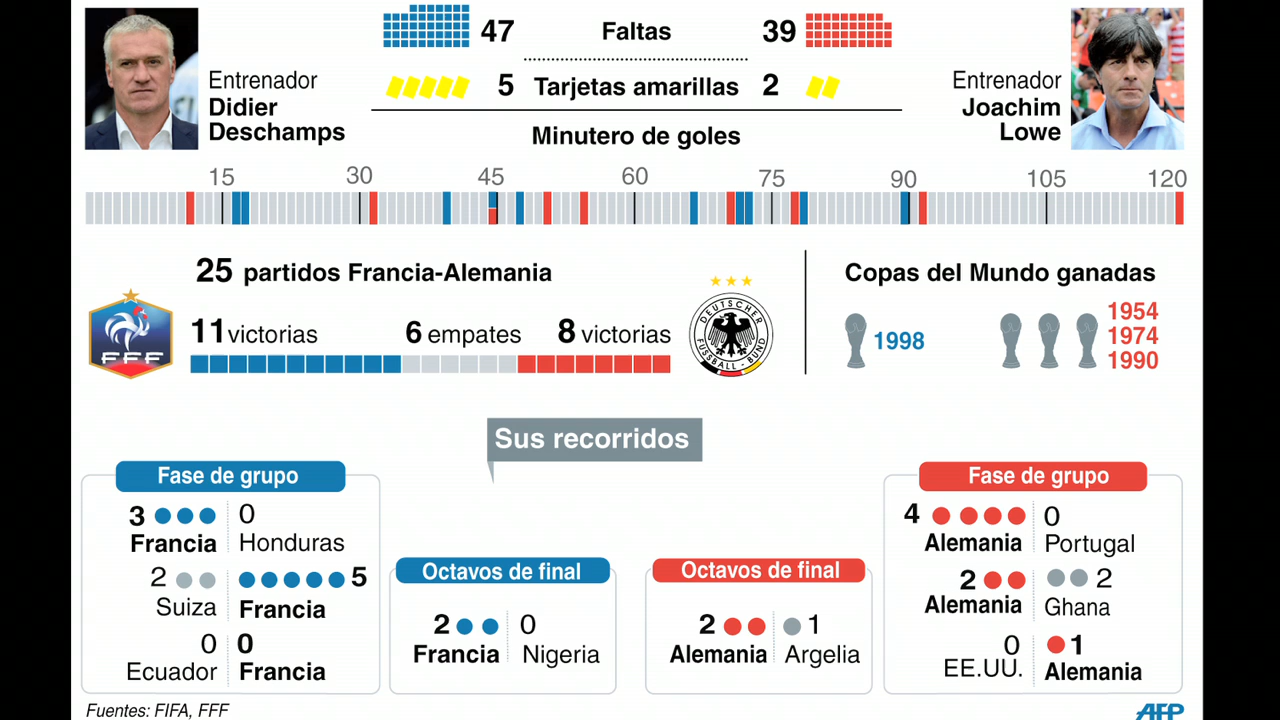 47 Faltas 39
Entrenador
Didier
Deschamps
5 Tarjetas amarillas 2
Entrenador
Joachim
Lowe
Minutero de goles
15 30 45 60 75 90 105 120
25 partidos Francia-Alemania
11 victorias 6 empates 8 victorias
FFF
DEUTSCHER
FUSSBALL-BUND
Copas del Mundo ganadas
1998
1954
1974
1990
Sus recorridos
Fase de grupo
3 0
Francia Honduras
2 5
Suiza Francia
0 0
Ecuador Francia
Octavos de final
2 0
Francia Nigeria
Octavos de final
2 1
Alemania Argelia
Fase de grupo
4 0
Alemania Portugal
2 2
Alemania Ghana
0 1
EE.UU. Alemania
Fuentes: FIFA, FFF
AFP